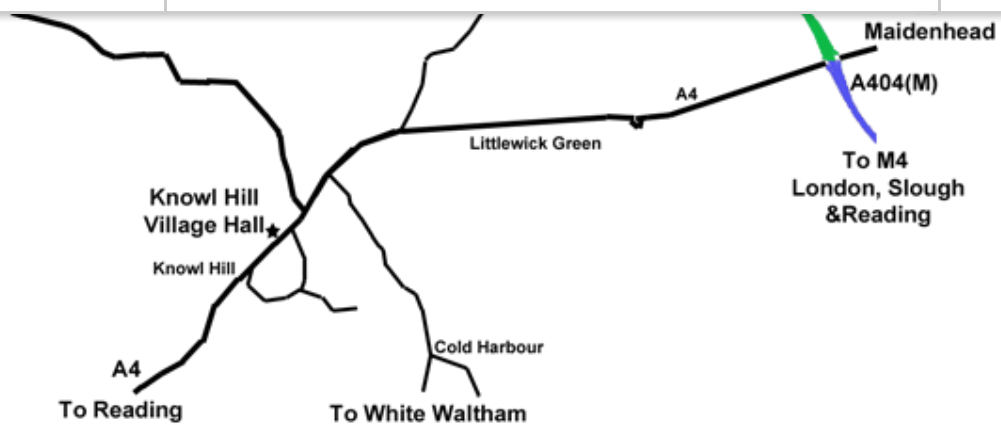 Maidenhead
A404(M)
A4
Littlewick Green
To M4
London, Slough
&Reading
Knowl Hill
Village Hall
Knowl Hill
Cold Harbour
A4
To Reading
To White Waltham